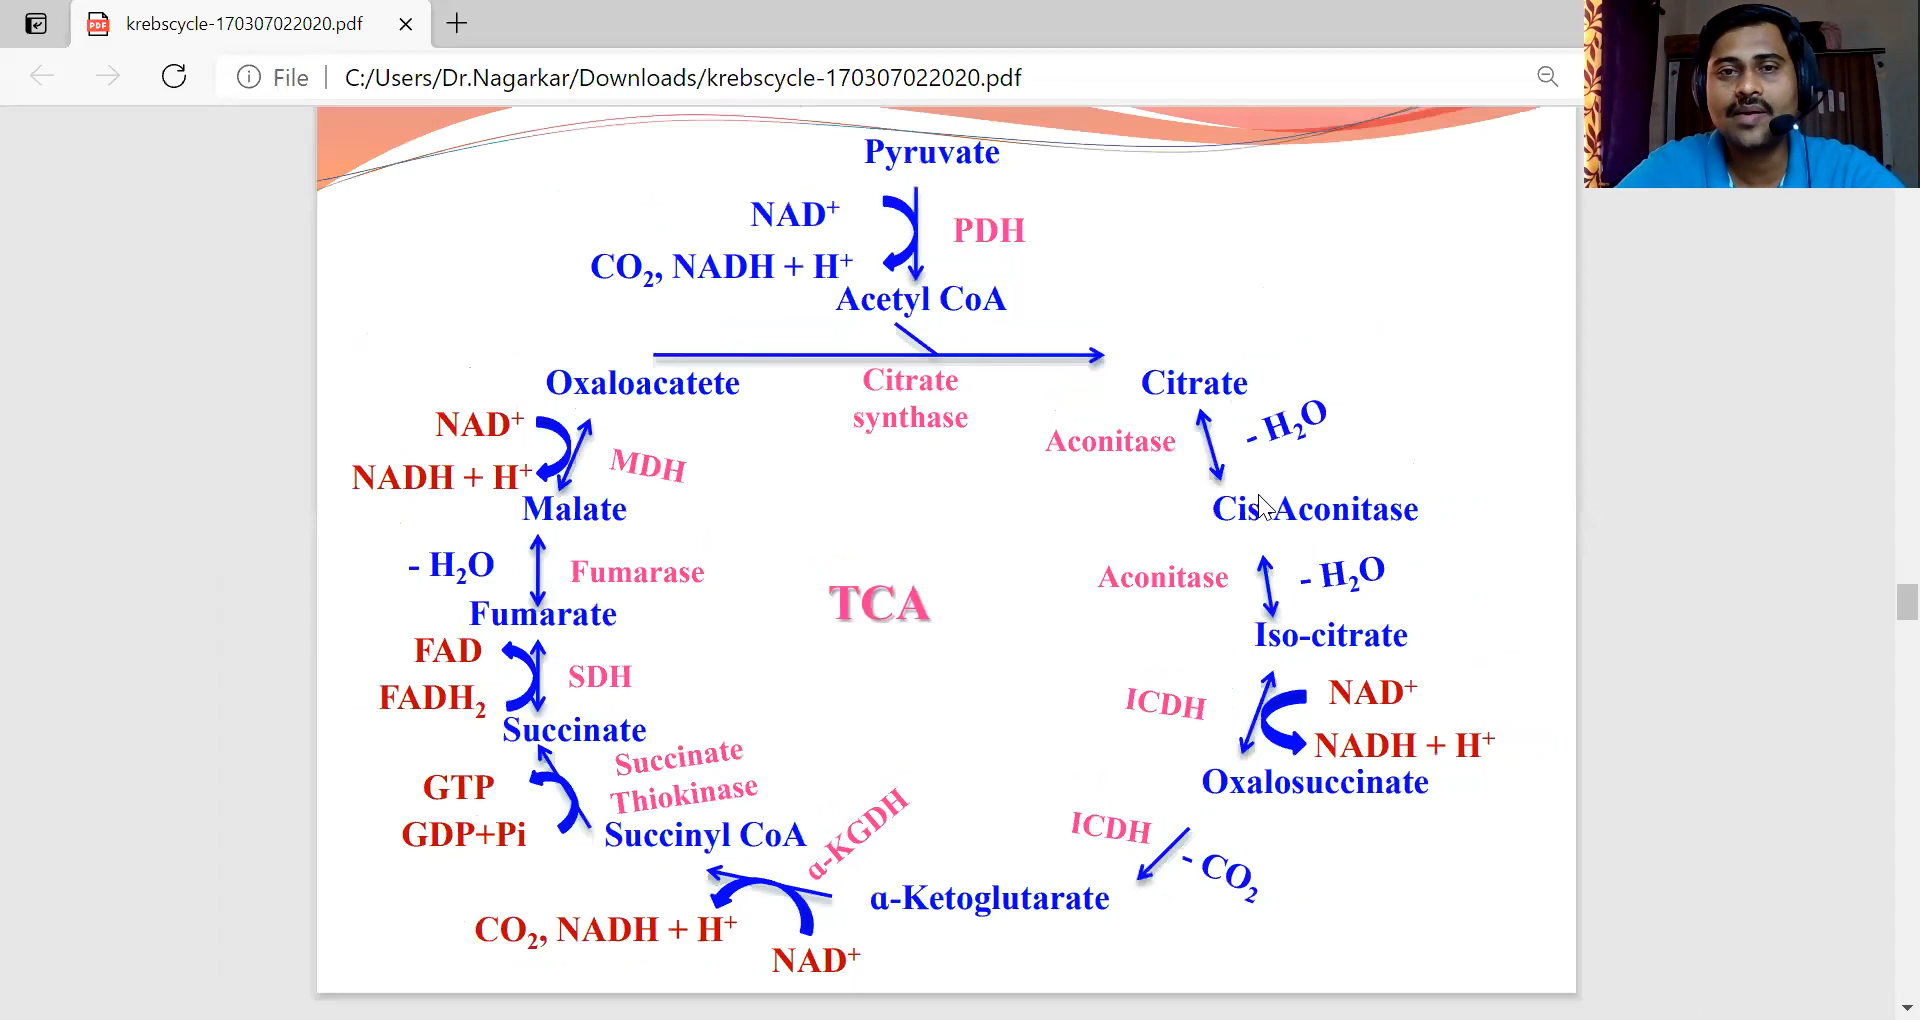 krebscycle-170307022020.pdf
File
C:/Users/Dr.Nagarkar/Downloads/krebscycle-170307022020.pdf
Pyruvate
NAD+
PDH
CO2, NADH + H+
Acetyl CoA
Oxaloacatete
Citrate
synthase
Citrate
NAD+
NADH + H+
MDH
Aconitase
- H2O
Malate
Cis Aconitase
- H2O
Fumarase
TCA
Aconitase
- H2O
Fumarate
Iso-citrate
FAD
FADH2
SDH
ICDH
NAD+
NADH + H+
Succinate
Oxalosuccinate
Succinate
Thiokinase
GTP
GDP+Pi
Succinyl CoA
α-KGDH
ICDH
- CO2
α-Ketoglutarate
CO2, NADH + H+
NAD+